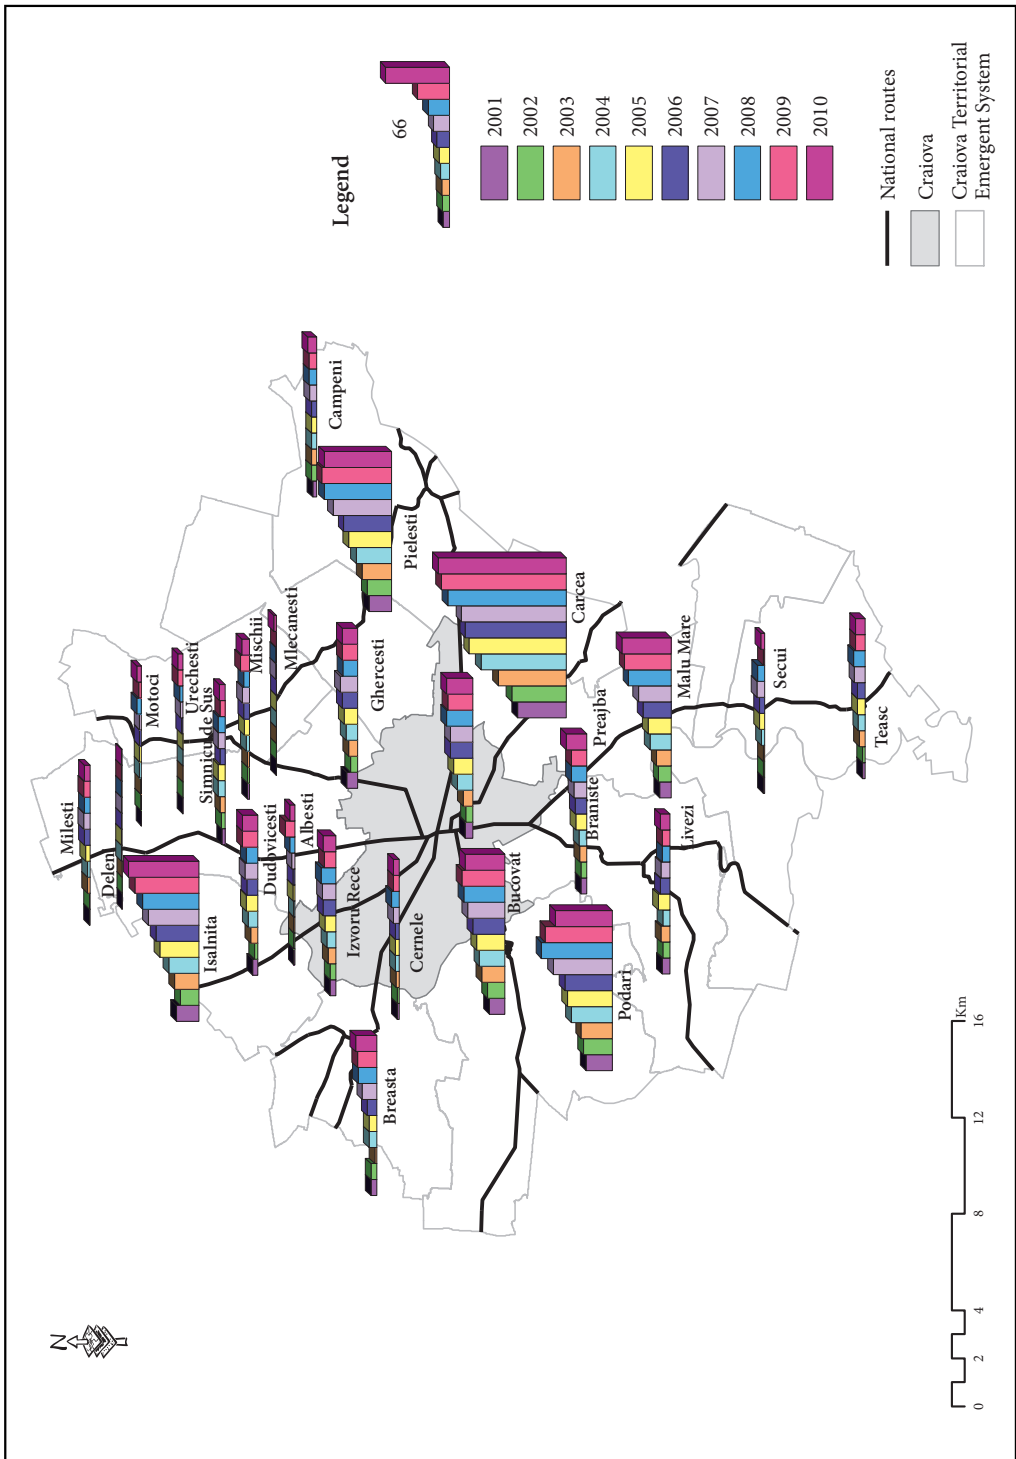 Legend
66
2001
2002
2003
2004
2005
2006
2007
2008
2009
2010
National routes
Craiova
Craiova Territorial
Emergent System
Milesti
Delen
Motoci
Urechesti
Simnicu de Sus
Mischii
Mlecanesti
Campeni
Pielesti
Ghercesti
Isalnita
Dudovicesti
Albesti
Izvoru Rece
Cernele
Breasta
Bucovat
Podari
Carcea
Preajba
Braniste
Malu Mare
Livezi
Secui
Teasc
N
0
2
4
8
12
16
Km